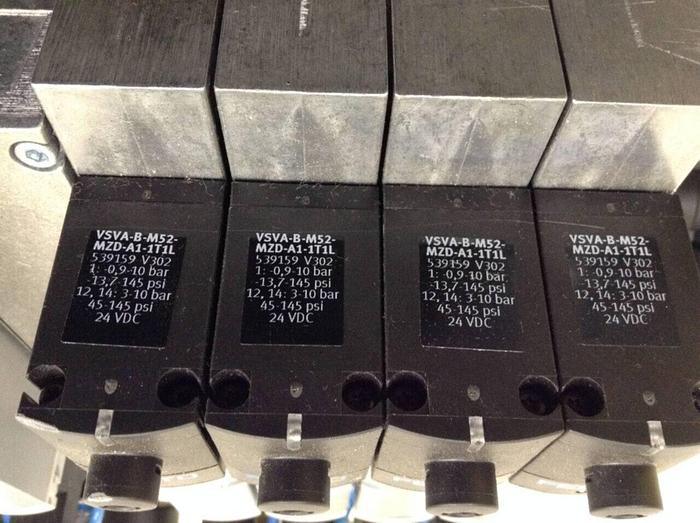 VSVA-B-M52-
MZD-A1-1T1L
539159 V302
1: -0,9-10 bar
-13,7-145 psi
12, 14: 3-10 bar
45-145 psi
24 VDC
VSVA-B-M52-
MZD-A1-1T1L
539159 V302
1: -0,9-10 bar
-13,7-145 psi
12, 14: 3-10 bar
45-145 psi
24 VDC
VSVA-B-M52-
MZD-A1-1T1L
539159 V302
1: -0,9-10 bar
-13,7-145 psi
12, 14: 3-10 bar
45-145 psi
24 VDC
VSVA-B-M52-
MZD-A1-1T1L
539159 V302
1: -0,9-10 bar
-13,7-145 psi
12, 14: 3-10 bar
45-145 psi
24 VDC